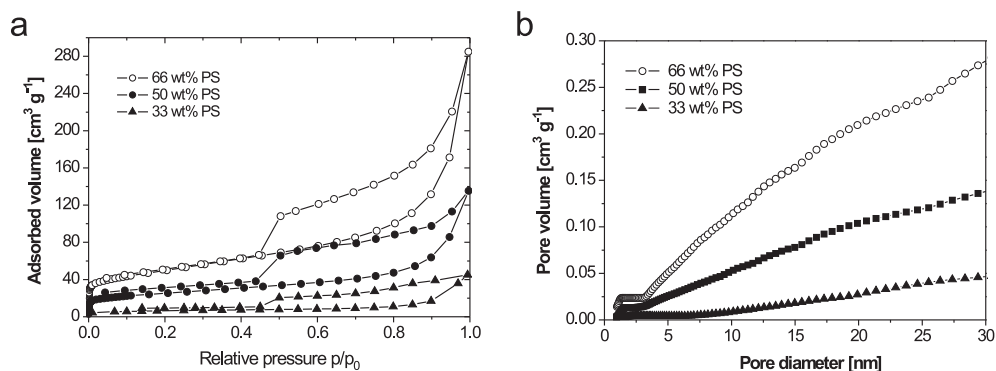 a
Adsorbed volume [cm³ g⁻¹]
280
240
200
160
120
80
40
0
66 wt% PS
50 wt% PS
33 wt% PS
0.0 0.2 0.4 0.6 0.8 1.0
Relative pressure p/p₀
b
Pore volume [cm³ g⁻¹]
0.30
0.25
0.20
0.15
0.10
0.05
0.00
66 wt% PS
50 wt% PS
33 wt% PS
0 5 10 15 20 25 30
Pore diameter [nm]